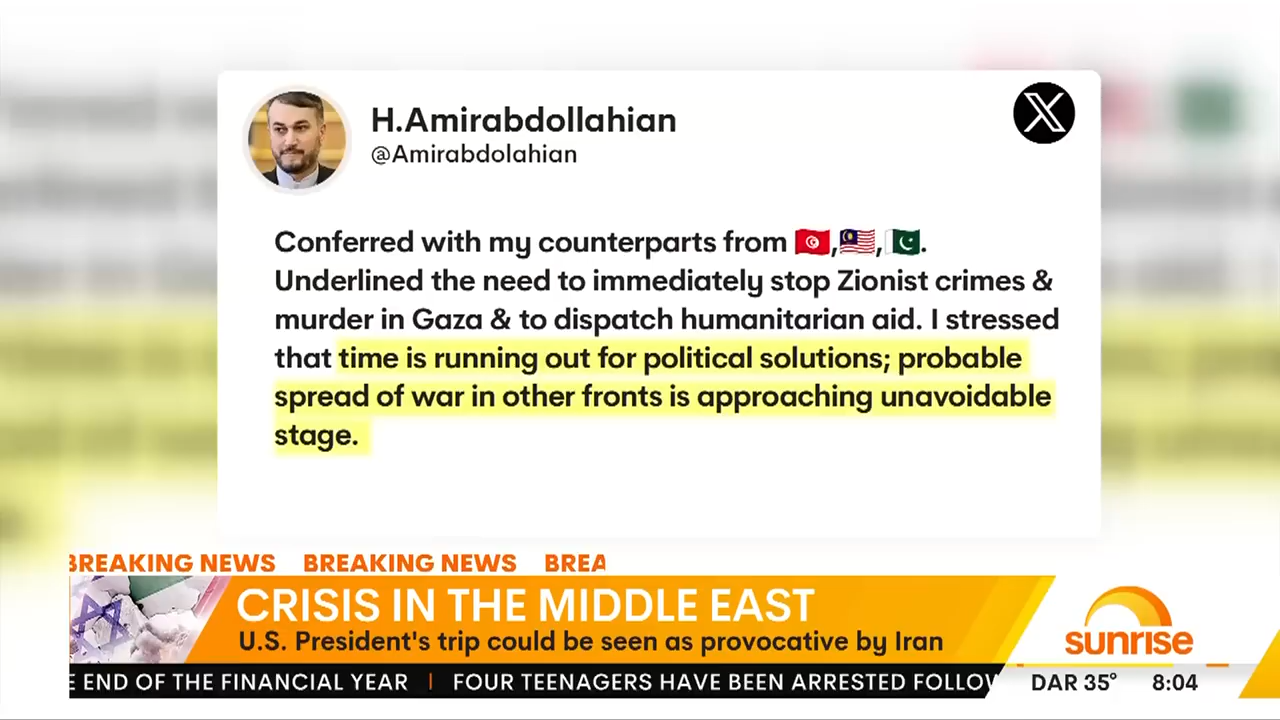 H.Amirabdollahian
@Amirabdolahian
Conferred with my counterparts from 🇹🇳,🇲🇾,🇵🇰.
Underlined the need to immediately stop Zionist crimes &
murder in Gaza & to dispatch humanitarian aid. I stressed
that time is running out for political solutions; probable
spread of war in other fronts is approaching unavoidable
stage.
BREAKING NEWS BREAKING NEWS BREA
CRISIS IN THE MIDDLE EAST
U.S. President's trip could be seen as provocative by Iran
sunrise
E END OF THE FINANCIAL YEAR | FOUR TEENAGERS HAVE BEEN ARRESTED FOLLOW
DAR 35° 8:04